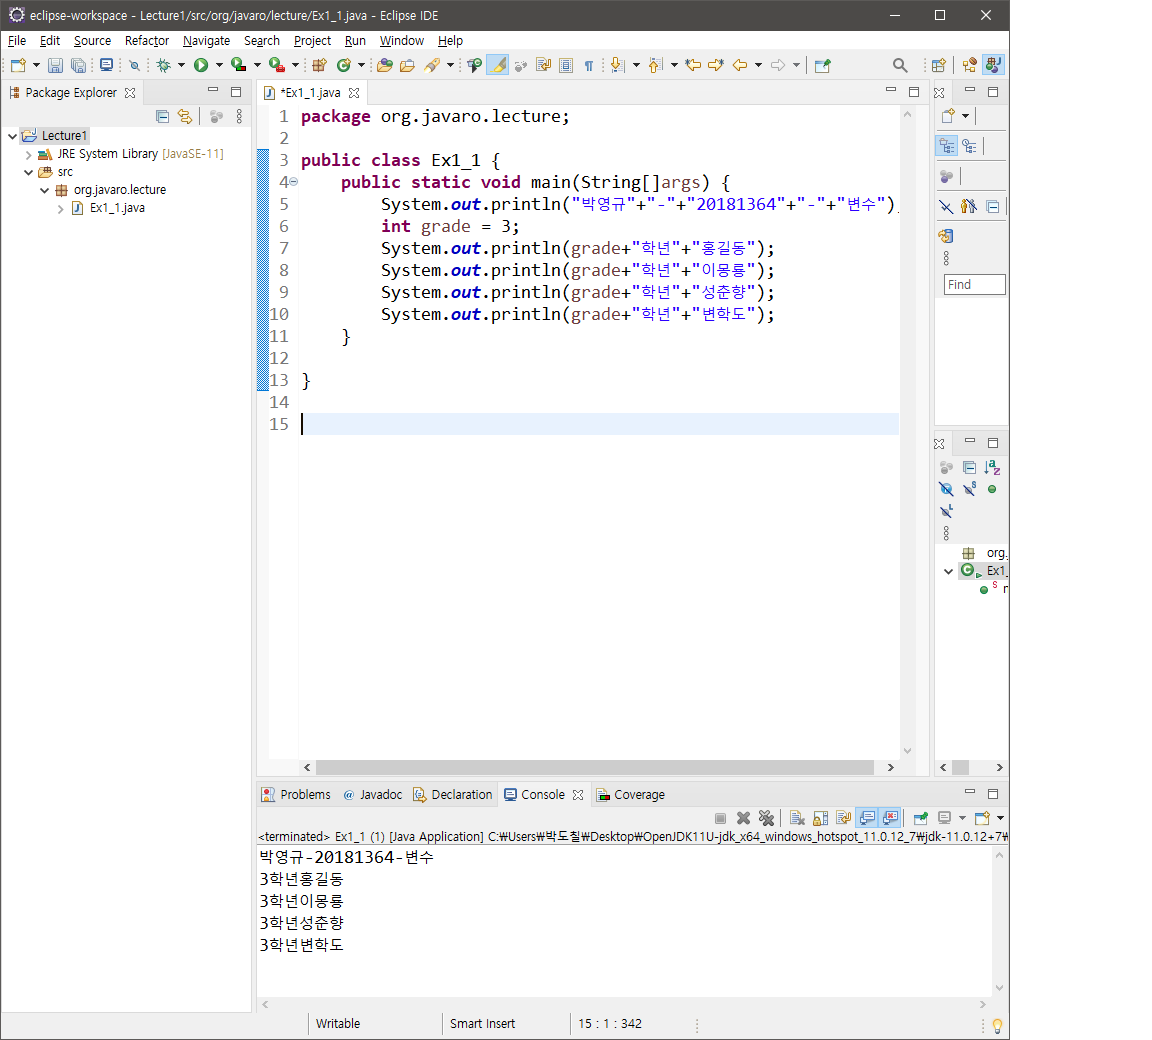 eclipse-workspace - Lecture1/src/org/javaro/lecture/Ex1_1.java - Eclipse IDE
File Edit Source Refactor Navigate Search Project Run Window Help
Package Explorer
Lecture1
JRE System Library [JavaSE-11]
src
org.javaro.lecture
Ex1_1.java
*Ex1_1.java
1 package org.javaro.lecture;
2
3 public class Ex1_1 {
4 public static void main(String[]args) {
5 System.out.println("박영규"+"-"+"20181364"+"-"+"변수")
6 int grade = 3;
7 System.out.println(grade+"학년"+"홍길동");
8 System.out.println(grade+"학년"+"이몽룡");
9 System.out.println(grade+"학년"+"성춘향");
10 System.out.println(grade+"학년"+"변학도");
11 }
12
13 }
14
15
Find
org.
Ex1_
Problems @ Javadoc Declaration Console Coverage
<terminated> Ex1_1 (1) [Java Application] C:₩Users₩박도칠₩Desktop₩OpenJDK11U-jdk_x64_windows_hotspot_11.0.12_7₩jdk-11.0.12+7₩
박영규-20181364-변수
3학년홍길동
3학년이몽룡
3학년성춘향
3학년변학도
Writable Smart Insert 15 : 1 : 342